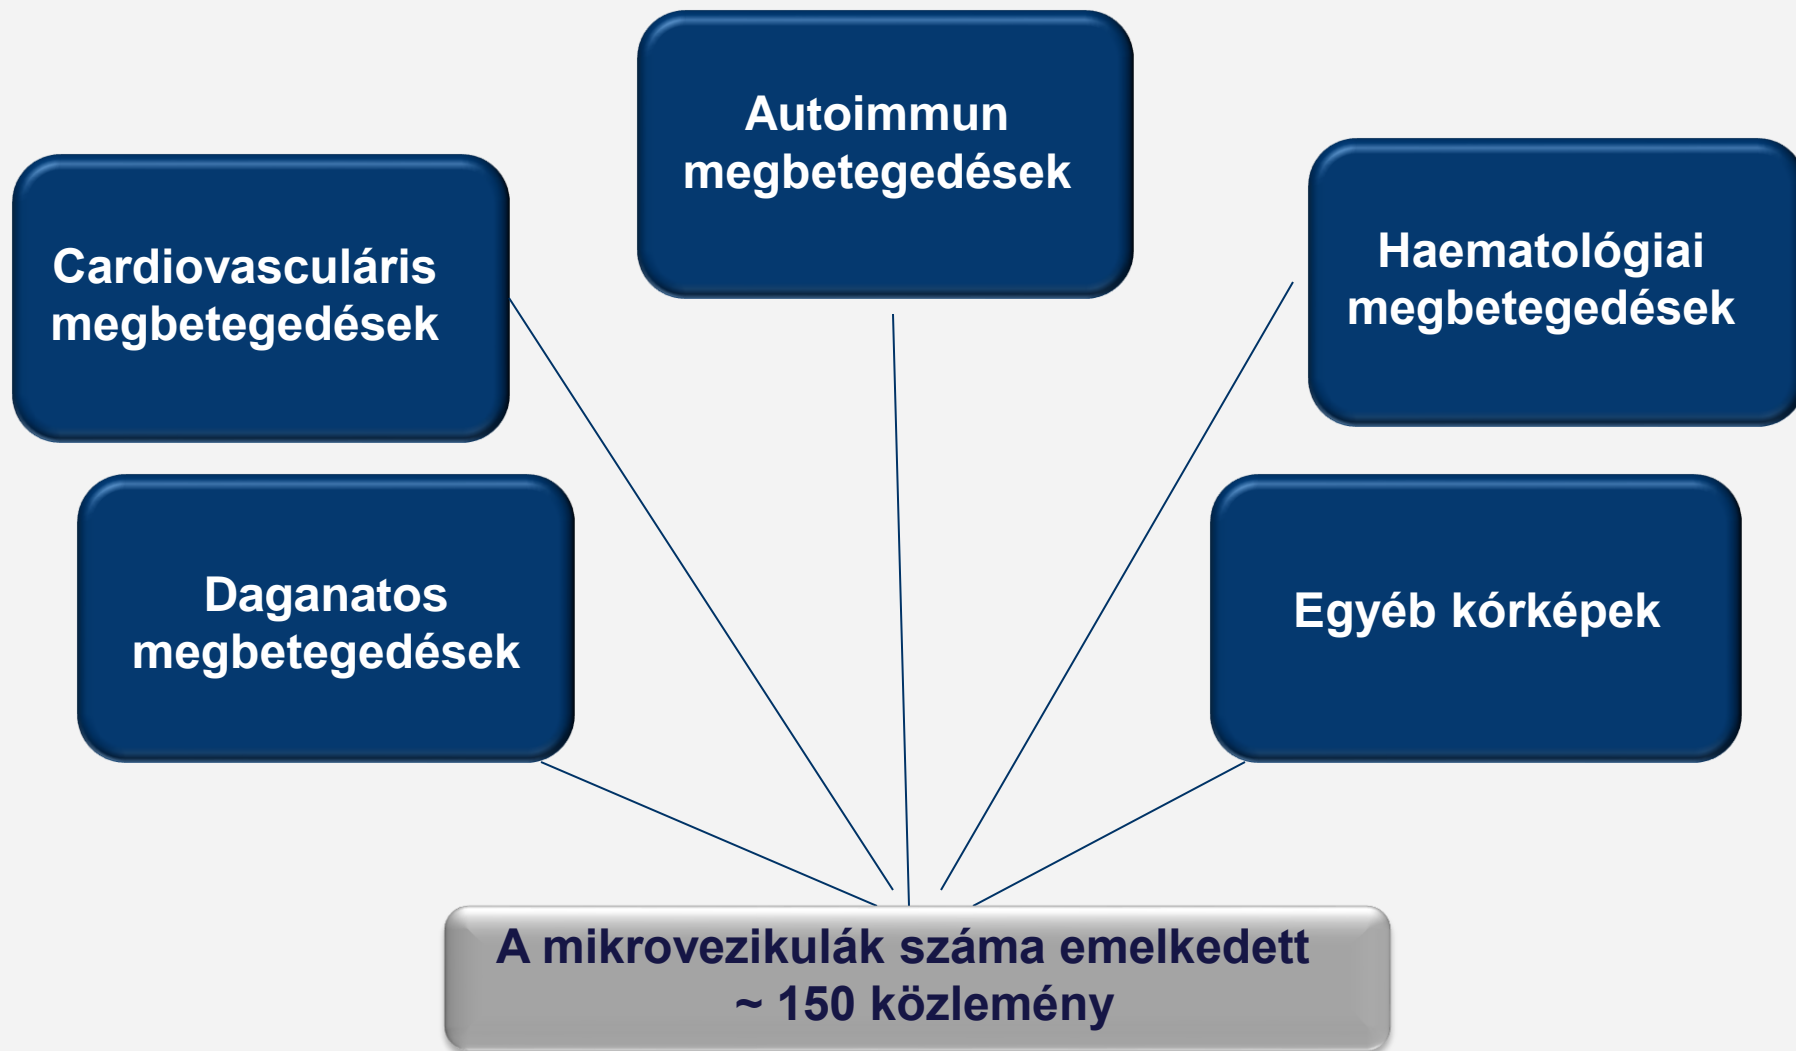 Autoimmun
megbetegedések
Cardiovasculáris
megbetegedések
Haematológiai
megbetegedések
Daganatos
megbetegedések
Egyéb kórképek
A mikrovezikulák száma emelkedett
~ 150 közlemény